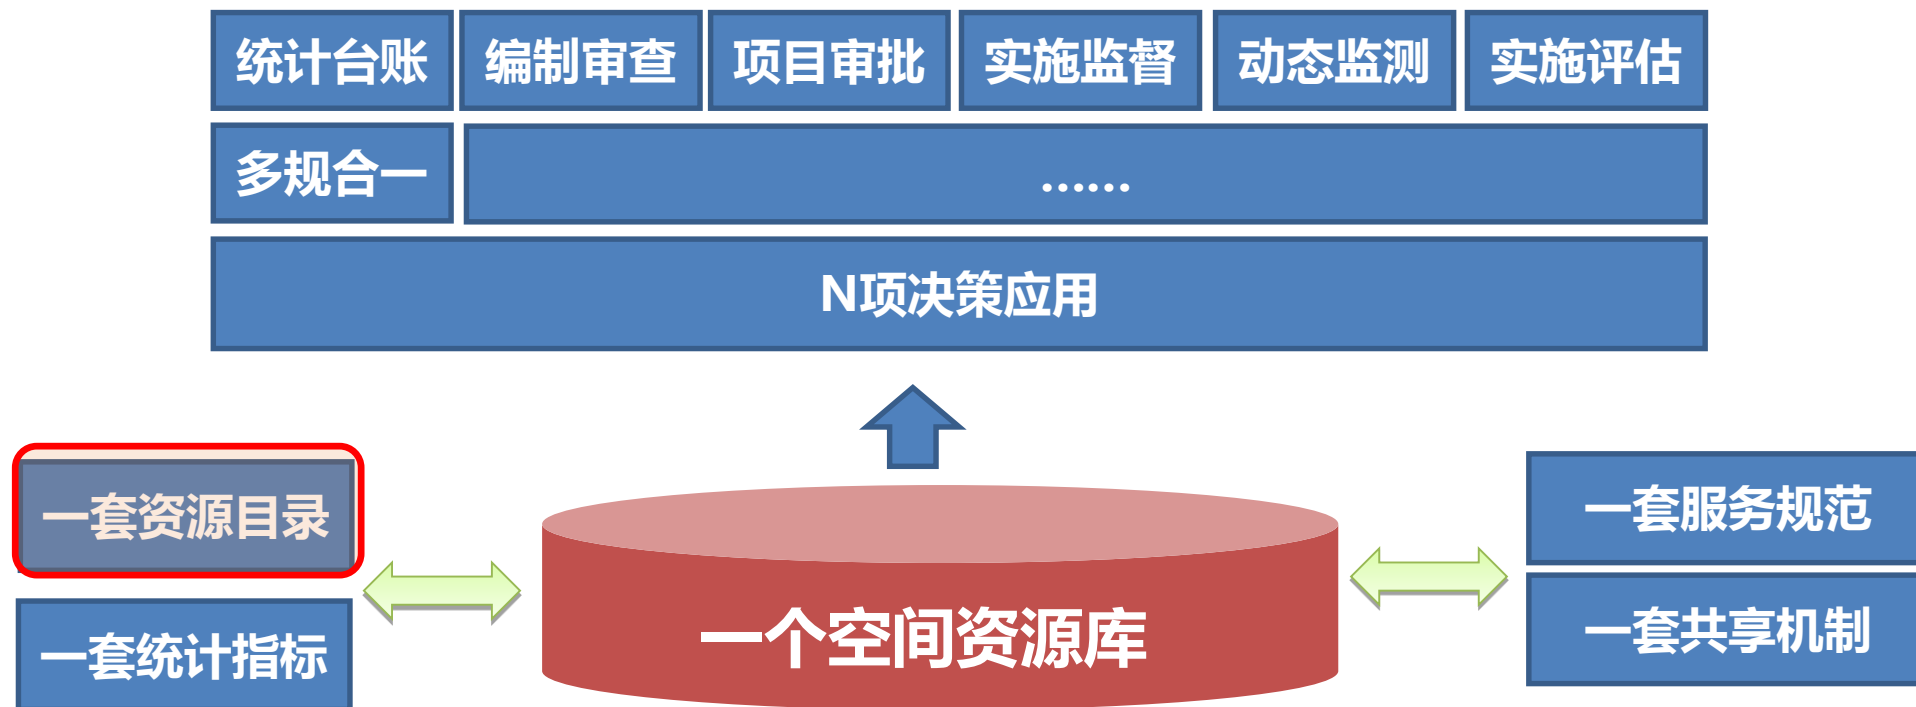 统计台账
编制审查
项目审批
实施监督
动态监测
实施评估
多规合一
......
N项决策应用
一套资源目录
一套统计指标
一个空间资源库
一套服务规范
一套共享机制